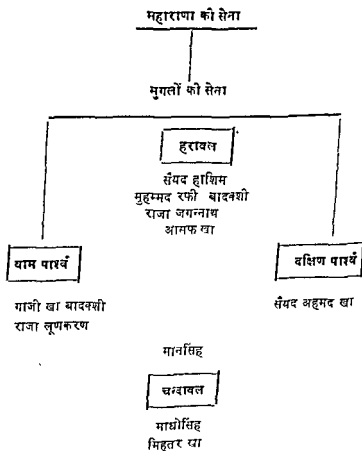 महाराणा की सेना
मुगलों की सेना
हरावल
सैयद हाशिम
मुहम्मद रफी बादक्शी
राजा जगन्नाथ
आसफ खा
वाम पार्श्व
दक्षिण पार्श्व
गाजी खा बादक्शी
राजा लूणकरण
सैयद अहमद खा
मानसिंह
चन्दावल
माधोसिंह
मिहतर खा